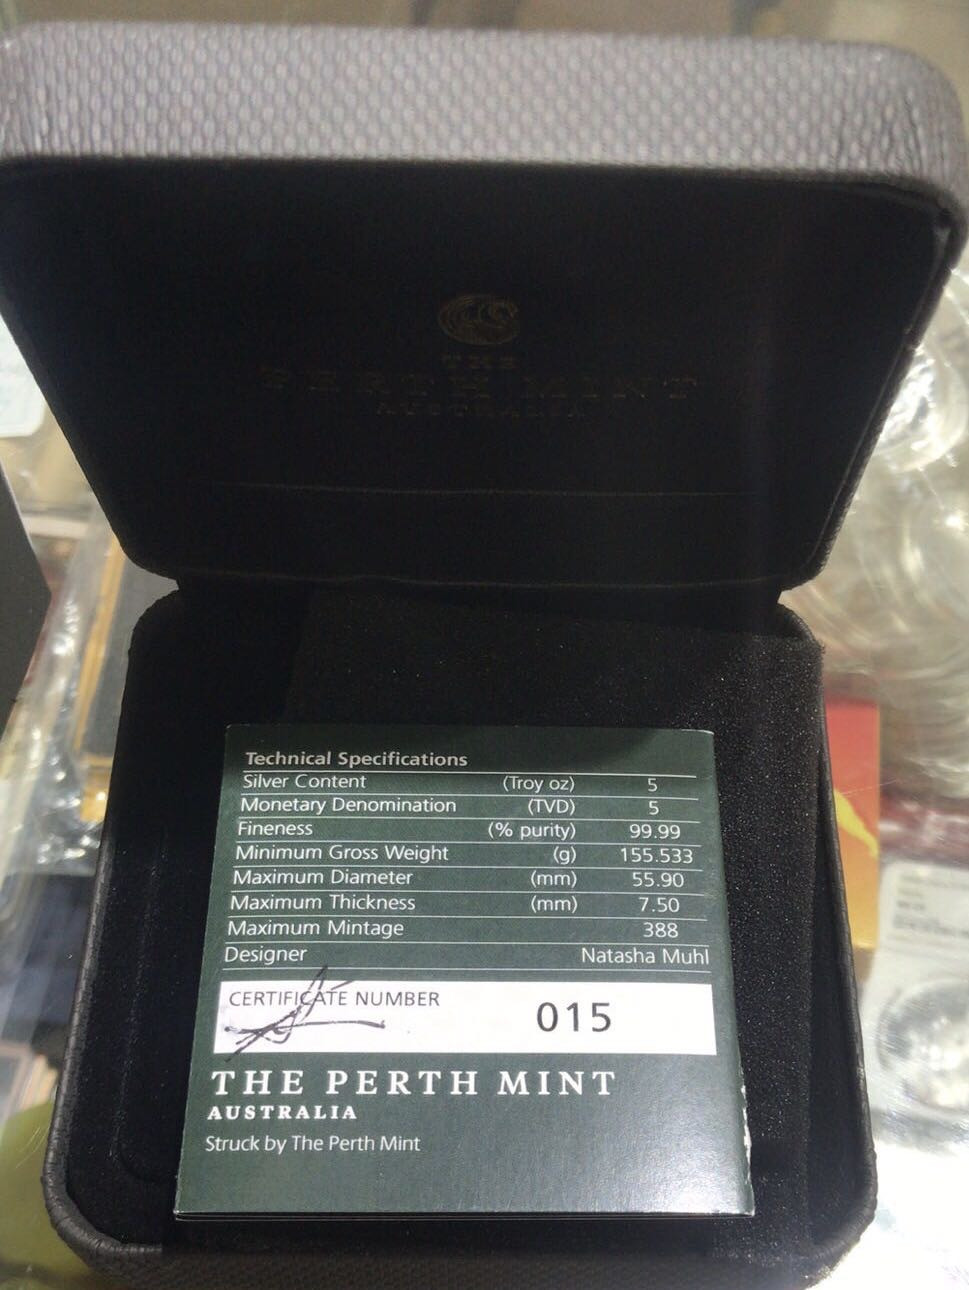 THE
PERTH MINT
AUSTRALIA
Technical Specifications
Silver Content (Troy oz) 5
Monetary Denomination (TVD) 5
Fineness (% purity) 99.99
Minimum Gross Weight (g) 155.533
Maximum Diameter (mm) 55.90
Maximum Thickness (mm) 7.50
Maximum Mintage 388
Designer Natasha Muhl
CERTIFICATE NUMBER 015
THE PERTH MINT
AUSTRALIA
Struck by The Perth Mint